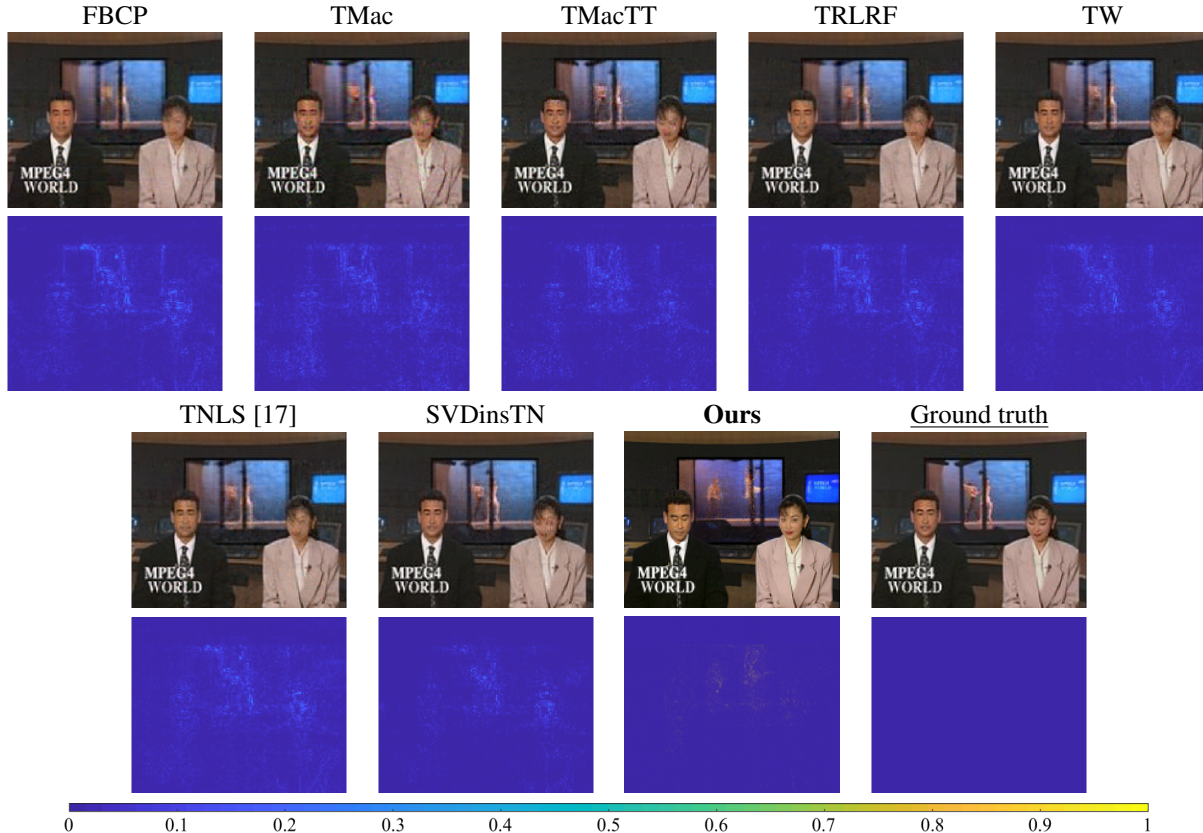 FBCP TMac TMacTT TRLRF TW
MPEG4 MPEG4 MPEG4 MPEG4 MPEG4
WORLD WORLD WORLD WORLD WORLD
TNLS [17] SVDinsTN Ours Ground truth
MPEG4 MPEG4 MPEG4 MPEG4
WORLD WORLD WORLD WORLD
0 0.1 0.2 0.3 0.4 0.5 0.6 0.7 0.8 0.9 1